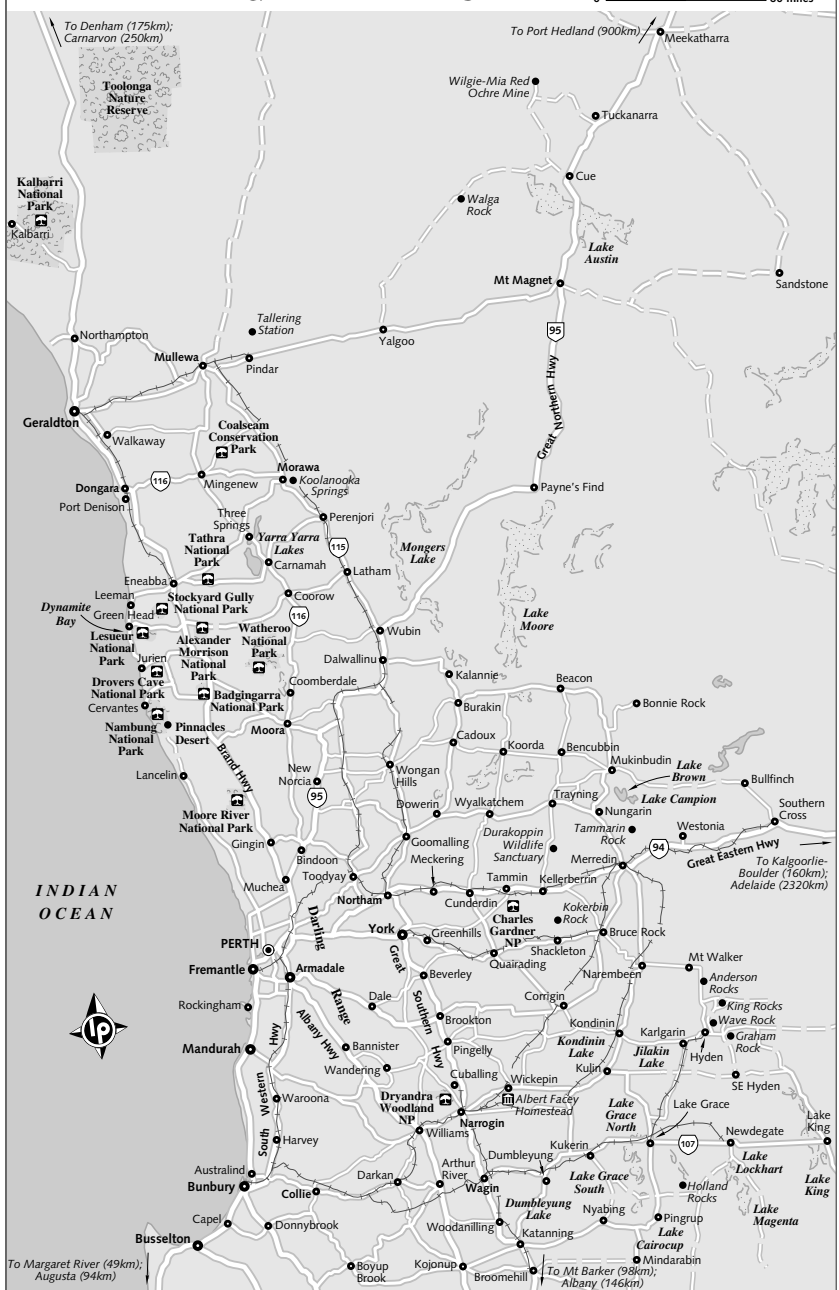 To Denham (175km);
Carnarvon (250km)
To Port Hedland (900km)
Meekatharra
Toolonga
Nature
Reserve
Wilgie-Mia Red
Ochre Mine
Tuckanarra
Cue
Kalbarri
National
Park
Kalbarri
Walga
Rock
Lake
Austin
Mt Magnet
Sandstone
Tallering
Station
Northampton
Yalgoo
95
Mullewa
Pindar
Great Northern Hwy
Geraldton
Walkaway
Coalseam
Conservation
Park
Morawa
Koolanooka
Springs
116
Mingenew
Dongara
Port Denison
Payne's Find
Three
Springs
Perenjori
Tathra
National
Park
Yarra Yarra
Lakes
115
Mongers
Lake
Carnamah
Latham
Eneabba
Leeman
Stockyard Gully
National Park
Coorow
116
Lake
Moore
Dynamite
Bay
Green Head
Lesueur
National
Park
Alexander
Morrison
National
Park
Watheroo
National
Park
Wubin
Dalwallinu
Jurien
Drovers Cave
National Park
Kalannie
Beacon
Coomberdale
Badgingarra
National Park
Burakin
Bonnie Rock
Cervantes
Nambung
National
Park
Pinnacles
Desert
Moora
Cadoux
Koorda
Bencubbin
Brand Hwy
Mukinbudin
Lake
Brown
Lancelin
New
Norcia
Wongan
Hills
Bullfinch
95
Dowerin
Wyalkatchem
Trayning
Lake Campion
Southern
Cross
Moore River
National Park
Nungarin
Durakoppin
Wildlife
Sanctuary
Tammarin
Rock
Westonia
Gingin
Goomalling
94
Great Eastern Hwy
Bindoon
Meckering
Merredin
To Kalgoorlie-
Boulder (160km);
Adelaide (2320km)
Toodyay
Tammin
Kellerberrin
Muchea
INDIAN
OCEAN
Northam
Cunderdin
Charles
Gardner
NP
Kokerbin
Rock
Darling
Range
York
Greenhills
Bruce Rock
PERTH
Great
Southern
Hwy
Quairading
Shackleton
Mt Walker
Fremantle
Armadale
Beverley
Narembeen
Anderson
Rocks
Rockingham
Dale
Corrigin
King Rocks
Wave Rock
Albany Hwy
Brookton
Kondinin
Karlgarin
Graham
Rock
Mandurah
Bannister
Pingelly
Kondinin
Lake
Jilakin
Lake
Hyden
lp
Wandering
Cuballing
Wickepin
Kulin
SE Hyden
South Western Hwy
Waroona
Dryandra
Woodland
NP
Albert Facey
Homestead
Lake
Grace
North
Lake Grace
Narrogin
Lake
King
Harvey
Williams
Kukerin
107
Newdegate
Dumbleyung
Lake
Lockhart
Australind
Arthur
River
Lake Grace
South
Lake
King
Bunbury
Darkan
Wagin
Holland
Rocks
Collie
Dumbleyung
Lake
Lake
Magenta
Capel
Donnybrook
Woodanilling
Nyabing
Pingrup
Busselton
Katanning
Lake
Cairocup
To Margaret River (49km);
Augusta (94km)
Boyup
Brook
Kojonup
Broomehill
Mindarabin
To Mt Barker (98km);
Albany (146km)